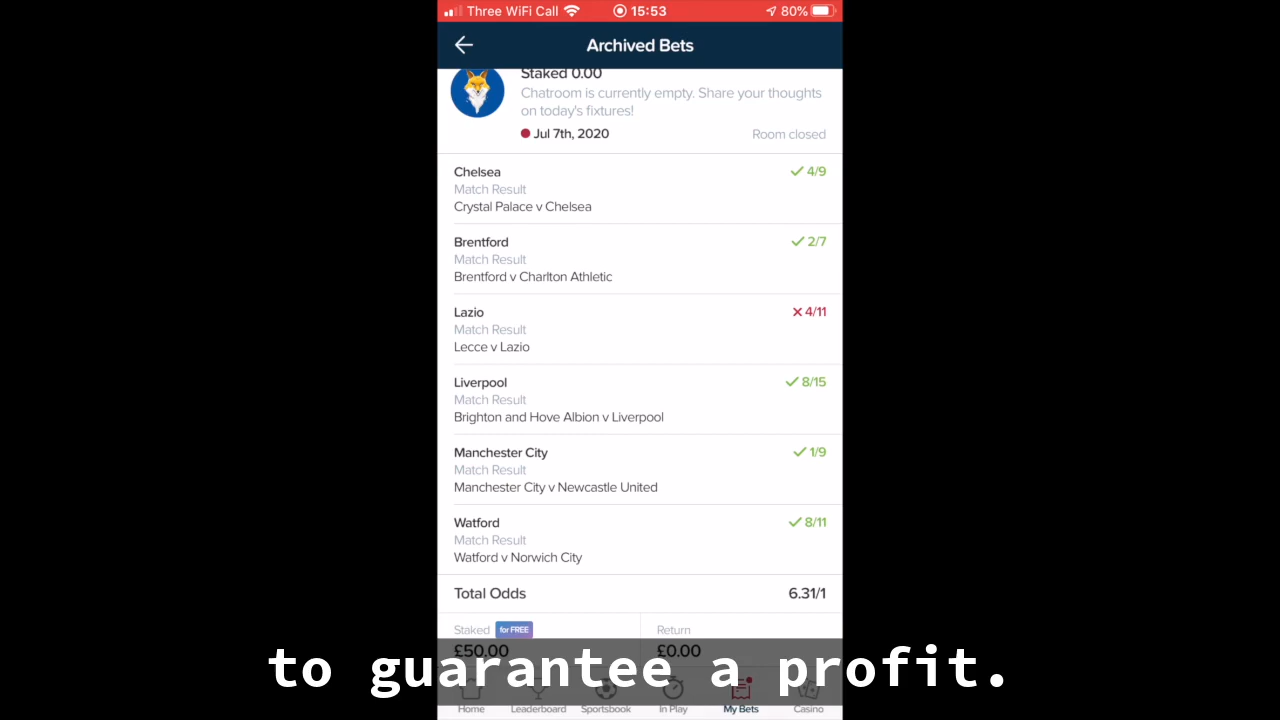 Three WiFi Call 15:53 80%
Archived Bets
Staked 0.00
Chatroom is currently empty. Share your thoughts
on today's fixtures!
Jul 7th, 2020 Room closed
Chelsea 4/9
Match Result
Crystal Palace v Chelsea
Brentford 2/7
Match Result
Brentford v Charlton Athletic
Lazio 4/11
Match Result
Lecce v Lazio
Liverpool 8/15
Match Result
Brighton and Hove Albion v Liverpool
Manchester City 1/9
Match Result
Manchester City v Newcastle United
Watford 8/11
Match Result
Watford v Norwich City
Total Odds 6.31/1
Staked for FREE Return
£50.00 £0.00
to guarantee a profit.
Home Leaderboard Sportsbook In Play My Bets Casino